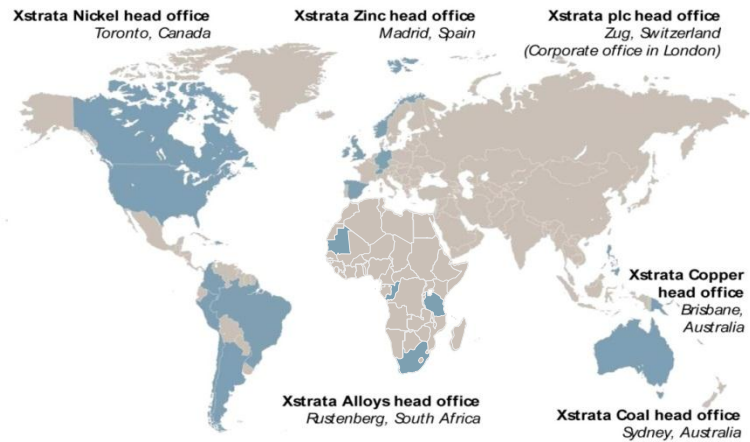 Xstrata Nickel head office
Toronto, Canada
Xstrata Zinc head office
Madrid, Spain
Xstrata plc head office
Zug, Switzerland
(Corporate office in London)
Xstrata Copper
head office
Brisbane,
Australia
Xstrata Alloys head office
Rustenberg, South Africa
Xstrata Coal head office
Sydney, Australia